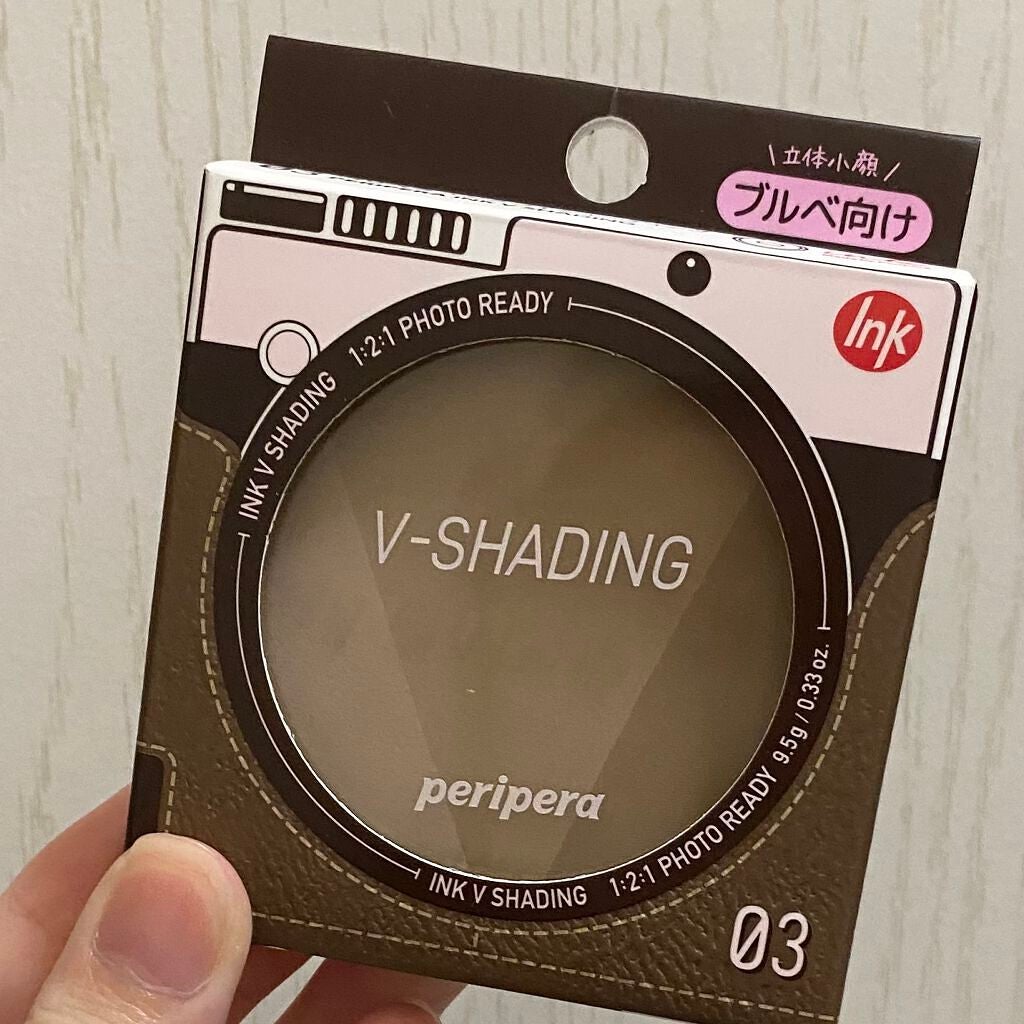 \立体小顔/
ブルベ向け
Ink
INK V SHADING 1:2:1 PHOTO READY
V-SHADING
peripera
INK V SHADING 1:2:1 PHOTO READY 9.5g / 0.33 oz.
03